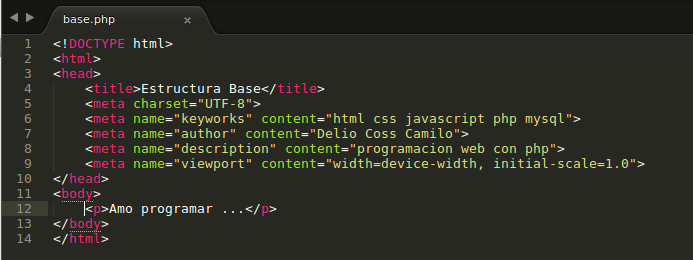 base.php ×
1 <!DOCTYPE html>
2 <html>
3 <head>
4     <title>Estructura Base</title>
5     <meta charset="UTF-8">
6     <meta name="keyworks" content="html css javascript php mysql">
7     <meta name="author" content="Delio Coss Camilo">
8     <meta name="description" content="programacion web con php">
9     <meta name="viewport" content="width=device-width, initial-scale=1.0">
10 </head>
11 <body>
12     <p>Amo programar ...</p>
13 </body>
14 </html>